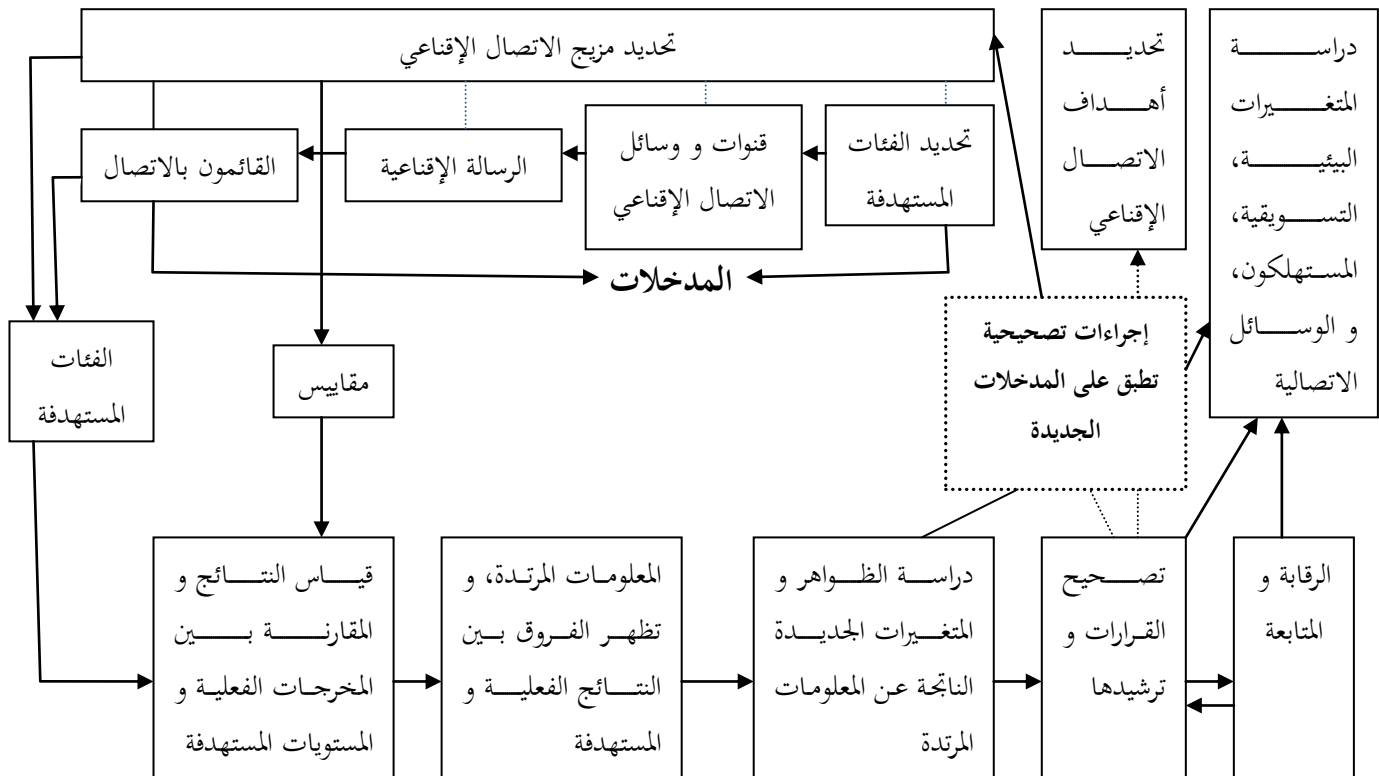 دراسة
المتغيرات
البيئية،
التسويقية،
المستهلكون،
و الوسائل
الاتصالية
تحديد
أهداف
الاتصال
الإقناعي
تحديد مزيج الاتصال الإقناعي
تحديد الفئات
المستهدفة
قنوات و وسائل
الاتصال الإقناعي
الرسالة الإقناعية
القائمون بالاتصال
المدخلات
إجراءات تصحيحية
تطبق على المدخلات
الجديدة
مقاييس
الفئات
المستهدفة
الرقابة و
المتابعة
تصحيح
القرارات و
ترشيدها
دراسة الظواهر و
المتغيرات الجديدة
الناتجة عن المعلومات
المرتدة
المعلومات المرتدة، و
تظهر الفروق بين
النتائج الفعلية و
المستهدفة
قياس النتائج و
المقارنة بين
المخرجات الفعلية و
المستويات المستهدفة